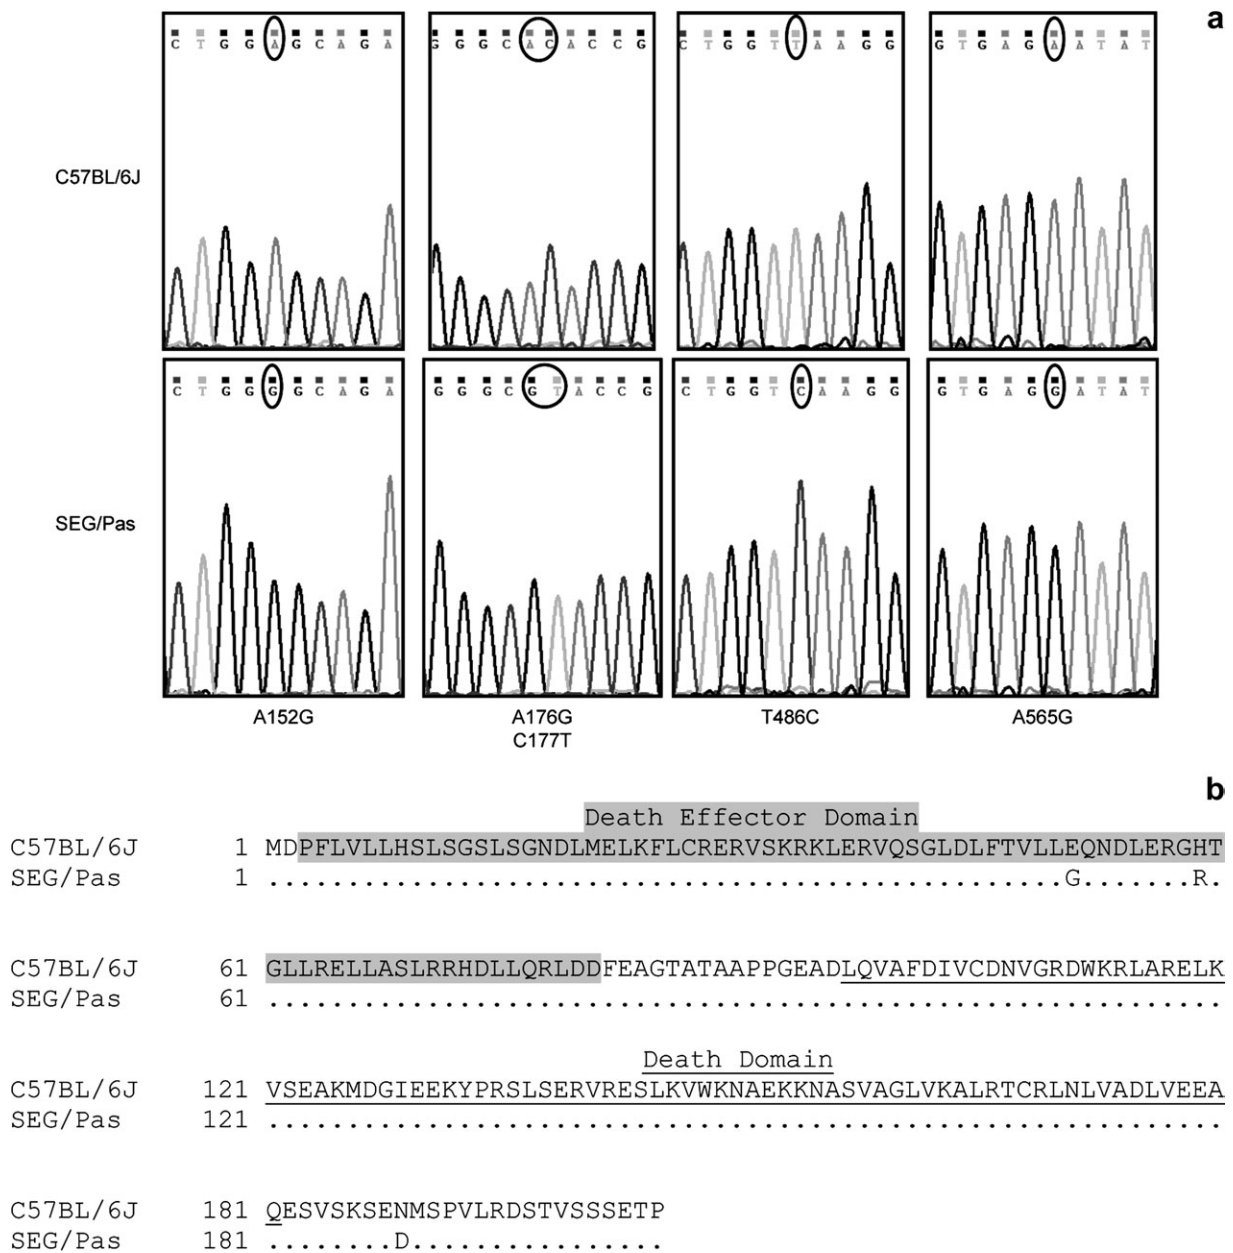 a
C T G G A G C A G A
G G G C A C A C C G
C T G G T T A A G G
G T G A G A A T A T
C57BL/6J
C T G G G G C A G A
G G G C G T A C C G
C T G G T C A A G G
G T G A G G A T A T
SEG/Pas
A152G
A176G
C177T
T486C
A565G
b
Death Effector Domain
C57BL/6J 1 MDPFLVLLHSLSGSLSGNDLMELKFLCRERVSKRKLERVQSGLDLFTVLLEQNDLERGHT
SEG/Pas 1 ..................................................G.......R.
C57BL/6J 61 GLLRELLASLRRHDLLQRLDDFEAGTATAAPPGEADLQVAFDIVCDNVGRDWKRLARELK
SEG/Pas 61 ............................................................
Death Domain
C57BL/6J 121 VSEAKMDGIEEKYPRSLSERVRESLKVWKNAEKKNASVAGLVKALRTCRLNLVADLVEEA
SEG/Pas 121 ............................................................
C57BL/6J 181 QESVSKSENMSPVLRDSTVSSSETP
SEG/Pas 181 ........D................